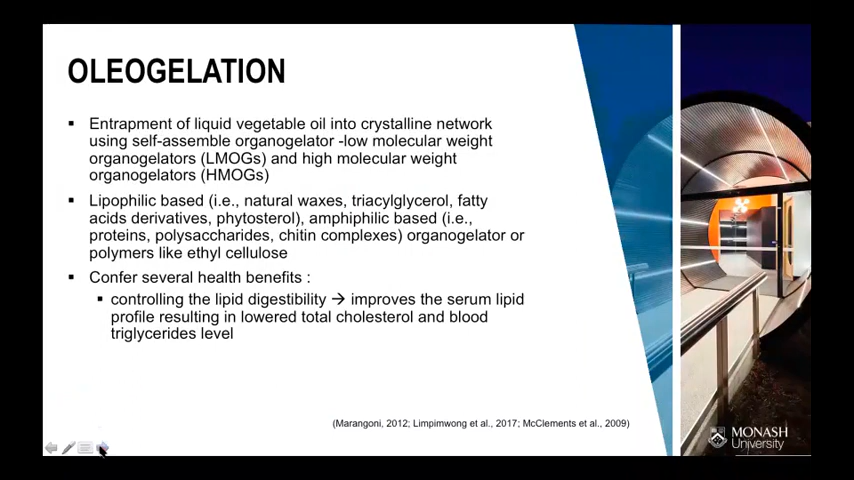 OLEOGELATION
▪ Entrapment of liquid vegetable oil into crystalline network
using self-assemble organogelator -low molecular weight
organogelators (LMOGs) and high molecular weight
organogelators (HMOGs)
▪ Lipophilic based (i.e., natural waxes, triacylglycerol, fatty
acids derivatives, phytosterol), amphiphilic based (i.e.,
proteins, polysaccharides, chitin complexes) organogelator or
polymers like ethyl cellulose
▪ Confer several health benefits :
▪ controlling the lipid digestibility → improves the serum lipid
profile resulting in lowered total cholesterol and blood
triglycerides level
(Marangoni, 2012; Limpimwong et al., 2017; McClements et al., 2009)
MONASH
University